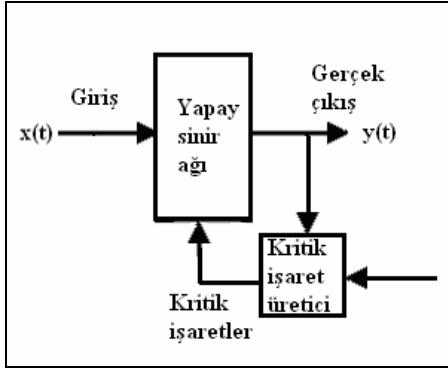 Giriş
x(t)
Yapay
sinir
ağı
Gerçek
çıkış
y(t)
Kritik
işaret
üretici
Kritik
işaretler